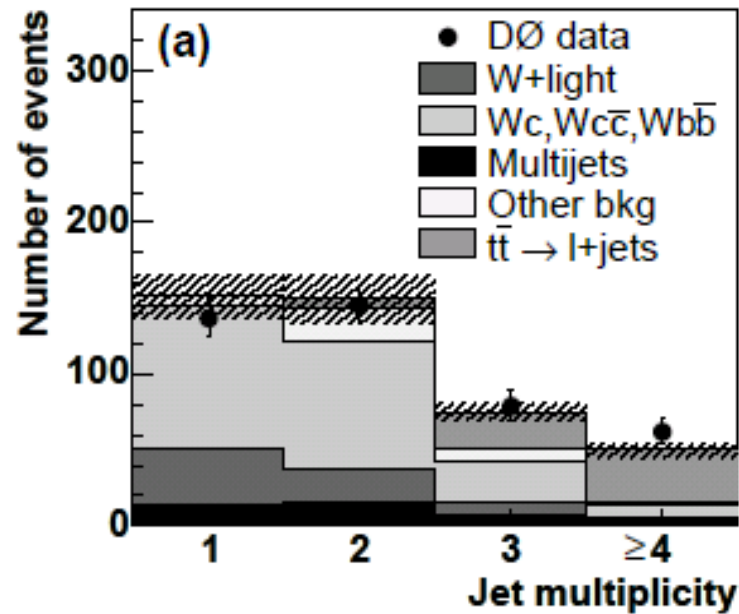 (a)
DØ data
W+light
Wc,Wcc̅,Wbb̅
Multijets
Other bkg
tt̅ → l+jets
Number of events
300
200
100
0
1 2 3 ≥4
Jet multiplicity